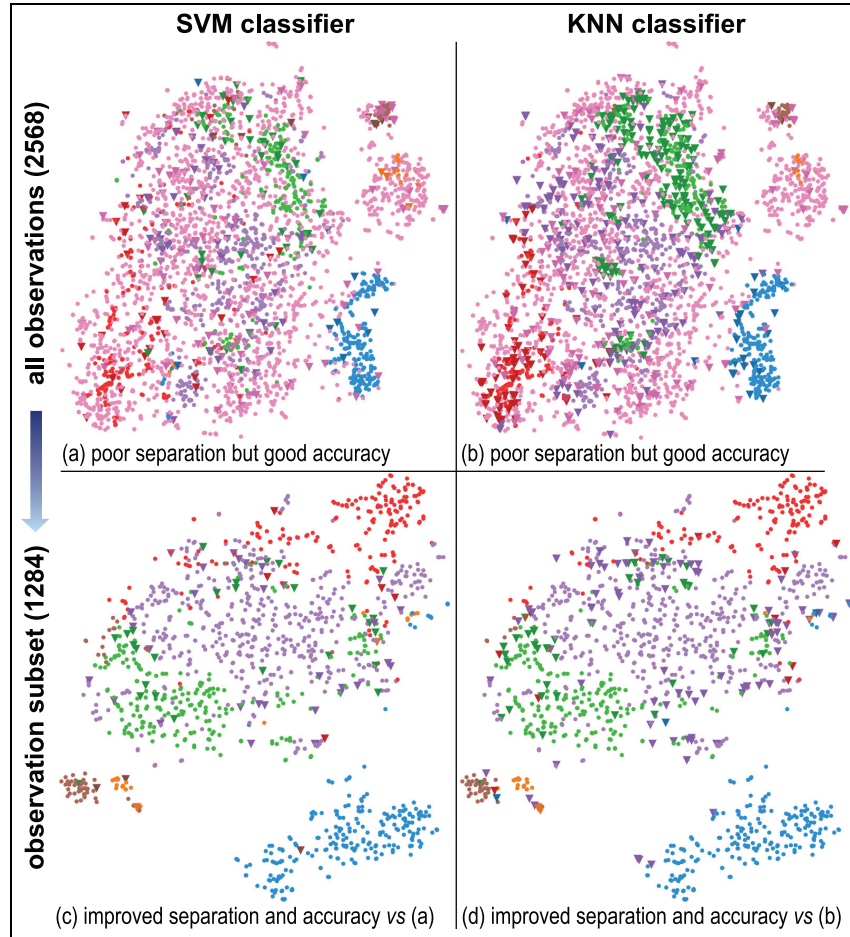 SVM classifier
KNN classifier
all observations (2568)
(a) poor separation but good accuracy
(b) poor separation but good accuracy
observation subset (1284)
(c) improved separation and accuracy vs (a)
(d) improved separation and accuracy vs (b)